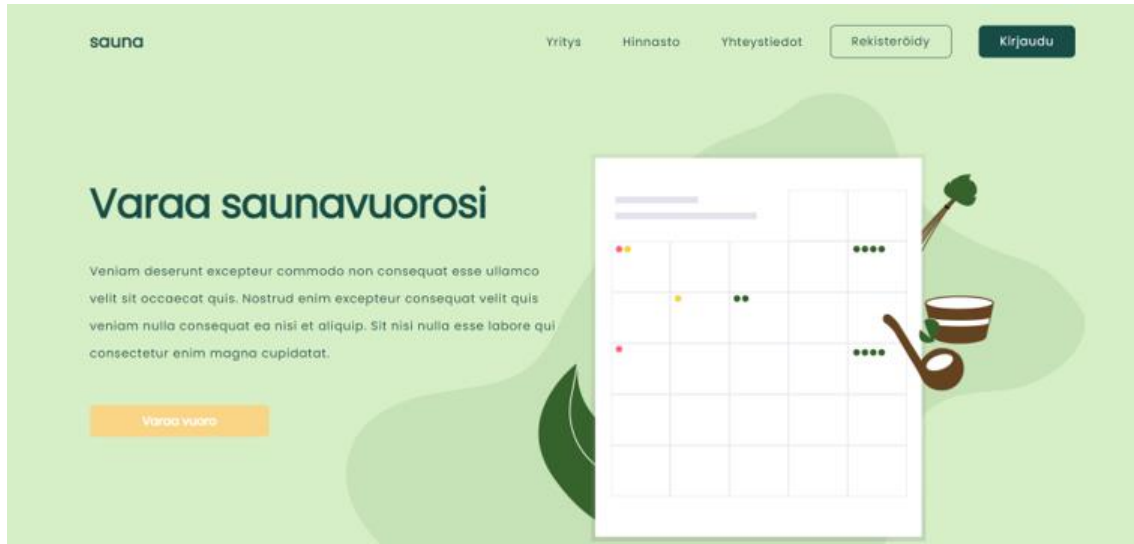 sauna
Yritys Hinnasto Yhteystiedot Rekisteröidy Kirjaudu
Varaa saunavuorosi
Veniam deserunt excepteur commodo non consequat esse ullamco
velit sit occaecat quis. Nostrud enim excepteur consequat velit quis
veniam nulla consequat ea nisi et aliquip. Sit nisi nulla esse labore qui
consectetur enim magna cupidatat.
Varaa vuoro